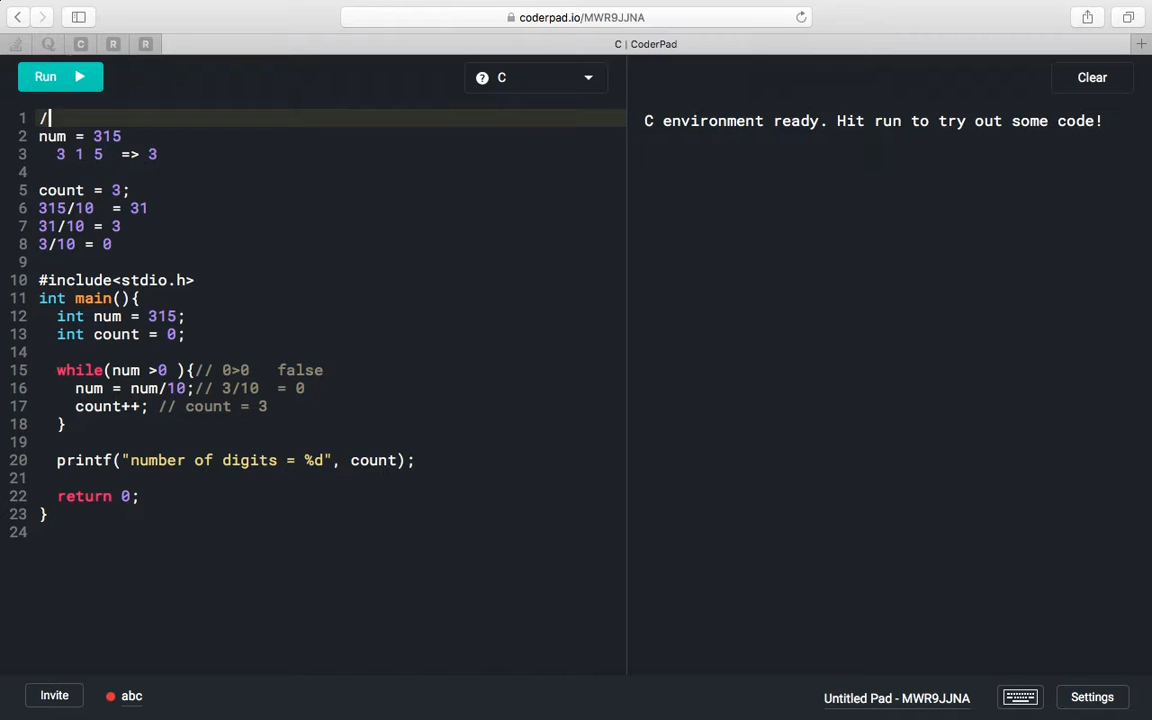 coderpad.io/MWR9JJNA
C R R
C | CoderPad
Run
C
Clear
1 /
2 num = 315
3 3 1 5 => 3
4
5 count = 3;
6 315/10 = 31
7 31/10 = 3
8 3/10 = 0
9
10 #include<stdio.h>
11 int main(){
12 int num = 315;
13 int count = 0;
14
15 while(num >0 ){// 0>0 false
16 num = num/10;// 3/10 = 0
17 count++; // count = 3
18 }
19
20 printf("number of digits = %d", count);
21
22 return 0;
23 }
24
C environment ready. Hit run to try out some code!
Invite
abc
Untitled Pad - MWR9JJNA
Settings